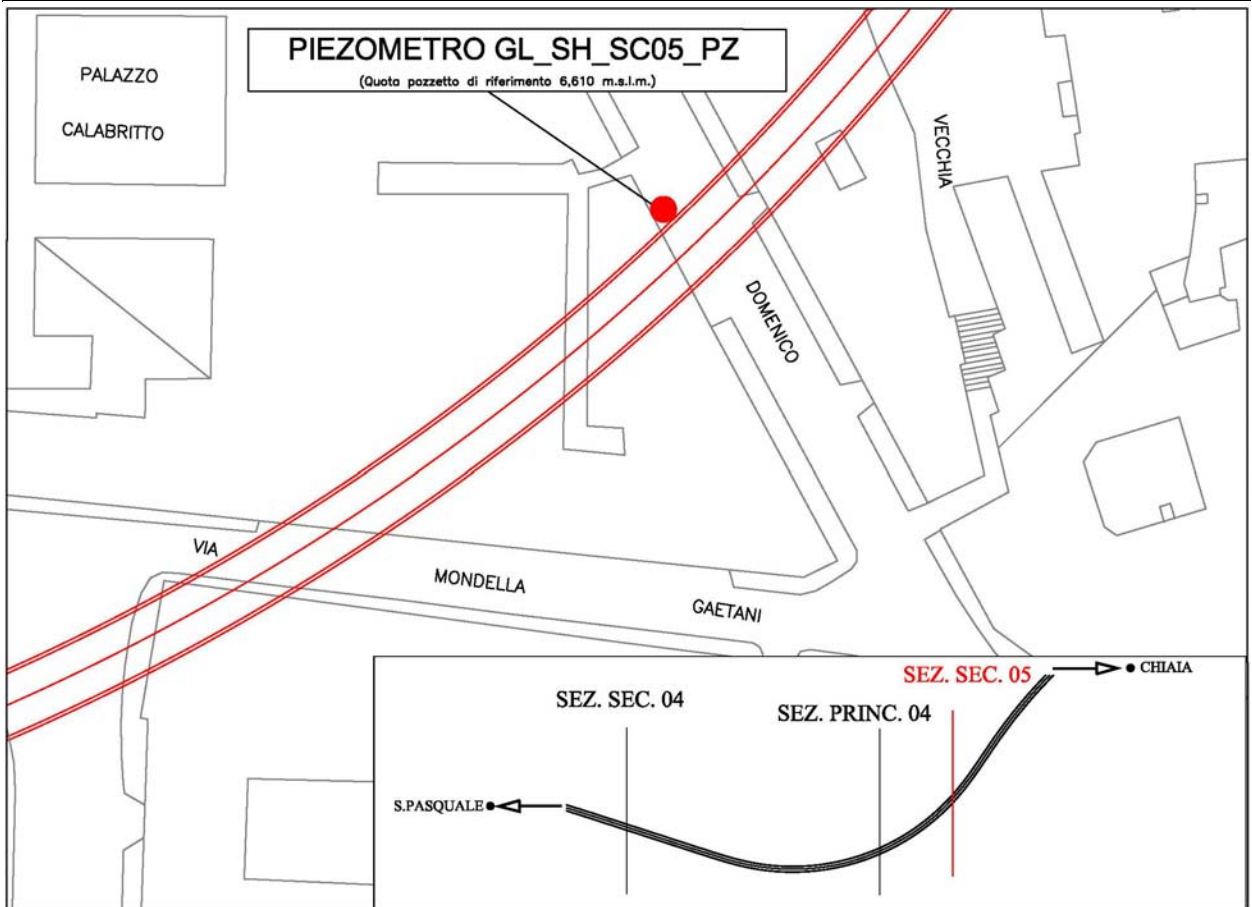 PIEZOMETRO GL_SH_SC05_PZ
(Quota pozzetto di riferimento 6,610 m.s.l.m.)
PALAZZO
CALABRITTO
VECCHIA
DOMENICO
VIA
MONDELLA
GAETANI
SEZ. SEC. 05
CHIAIA
SEZ. SEC. 04
SEZ. PRINC. 04
S.PASQUALE